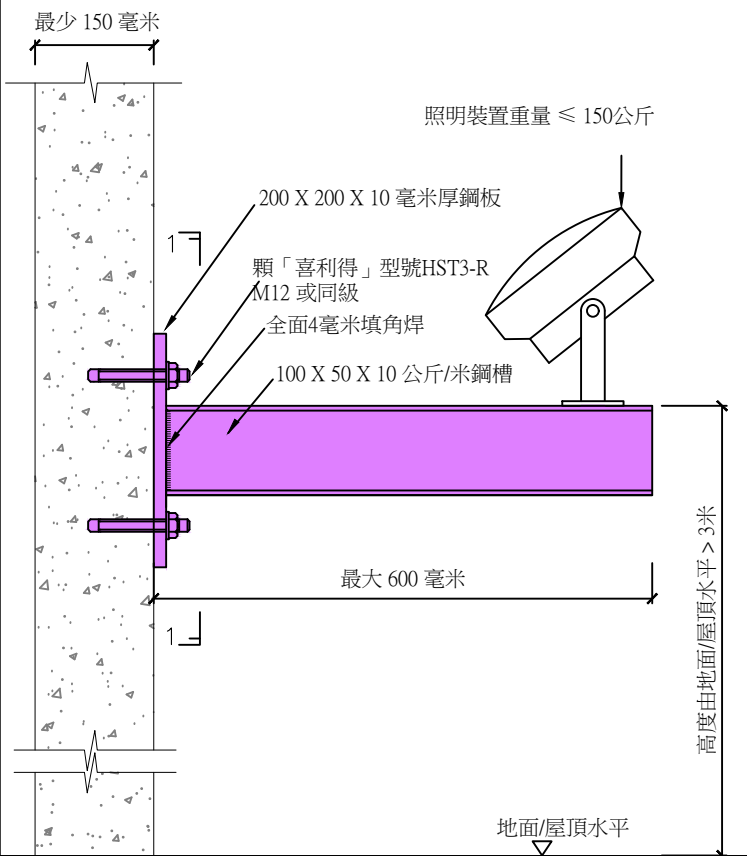 最少 150 毫米
照明裝置重量 ≤ 150公斤
200 X 200 X 10 毫米厚鋼板
1
顆「喜利得」型號HST3-R
M12 或同級
全面4毫米填角焊
100 X 50 X 10 公斤/米鋼槽
最大 600 毫米
1
高度由地面/屋頂水平 > 3米
地面/屋頂水平